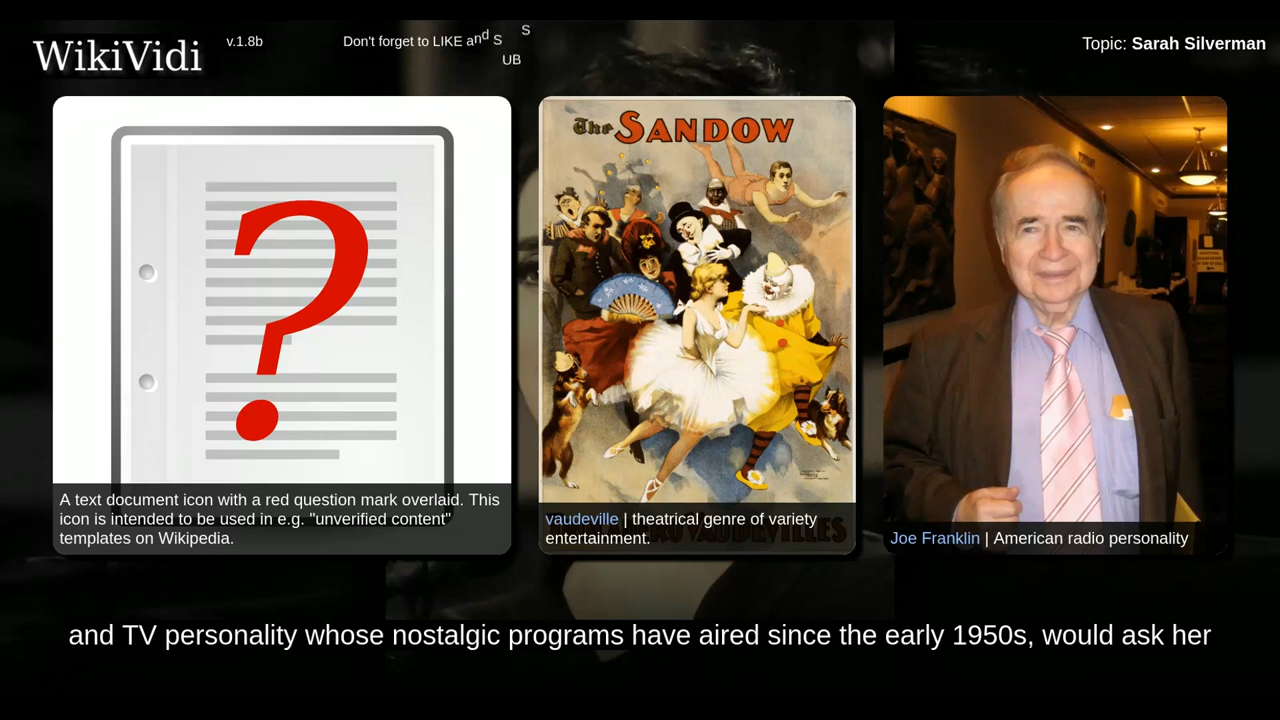 WikiVidi
v.1.8b
Don't forget to LIKE and S UB S
Topic: Sarah Silverman
The SANDOW
A text document icon with a red question mark overlaid. This
icon is intended to be used in e.g. "unverified content"
templates on Wikipedia.
vaudeville | theatrical genre of variety
entertainment.
VAUDEVILLES
Joe Franklin | American radio personality
and TV personality whose nostalgic programs have aired since the early 1950s, would ask her